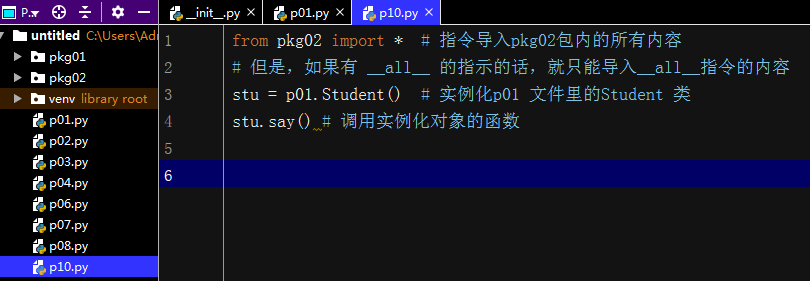 P..
__init__.py
p01.py
p10.py
untitled C:\Users\Adr
pkg01
pkg02
venv library root
p01.py
p02.py
p03.py
p04.py
p06.py
p07.py
p08.py
p10.py
1 from pkg02 import * # 指令导入pkg02包内的所有内容
2 # 但是，如果有 __all__ 的指示的话，就只能导入__all__指令的内容
3 stu = p01.Student() # 实例化p01 文件里的Student 类
4 stu.say() # 调用实例化对象的函数
5
6